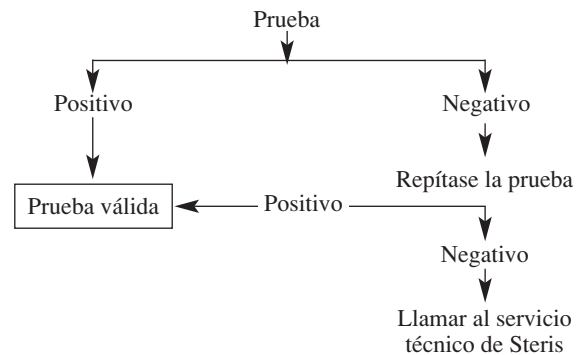 Prueba
Positivo
Negativo
Repítase la prueba
Prueba válida
Positivo
Negativo
Llamar al servicio
técnico de Steris